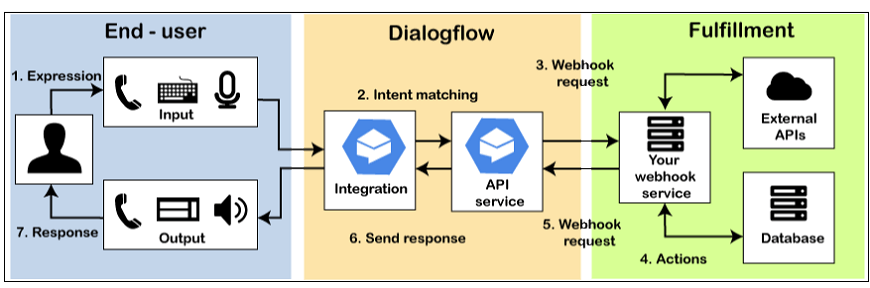 End - user
Dialogflow
Fulfillment
1. Expression
Input
2. Intent matching
3. Webhook
request
Integration
API
service
Your
webhook
service
External
APIs
Database
Output
7. Response
6. Send response
5. Webhook
request
4. Actions